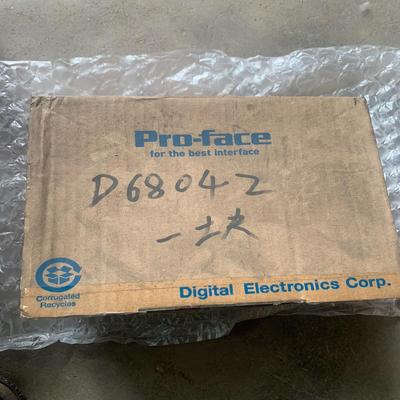 Pro-face
for the best interface
D68042
一块
Corrugated
Recycles
Digital Electronics Corp.